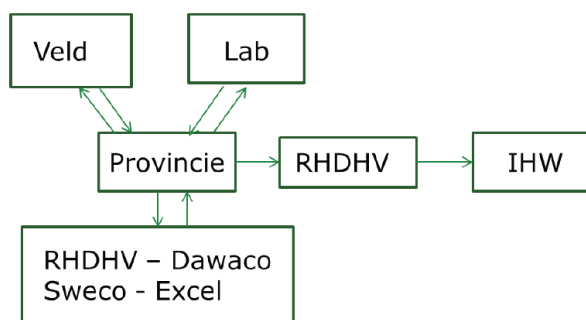 Veld
Lab
Provincie
RHDHV
IHW
RHDHV – Dawaco
Sweco - Excel